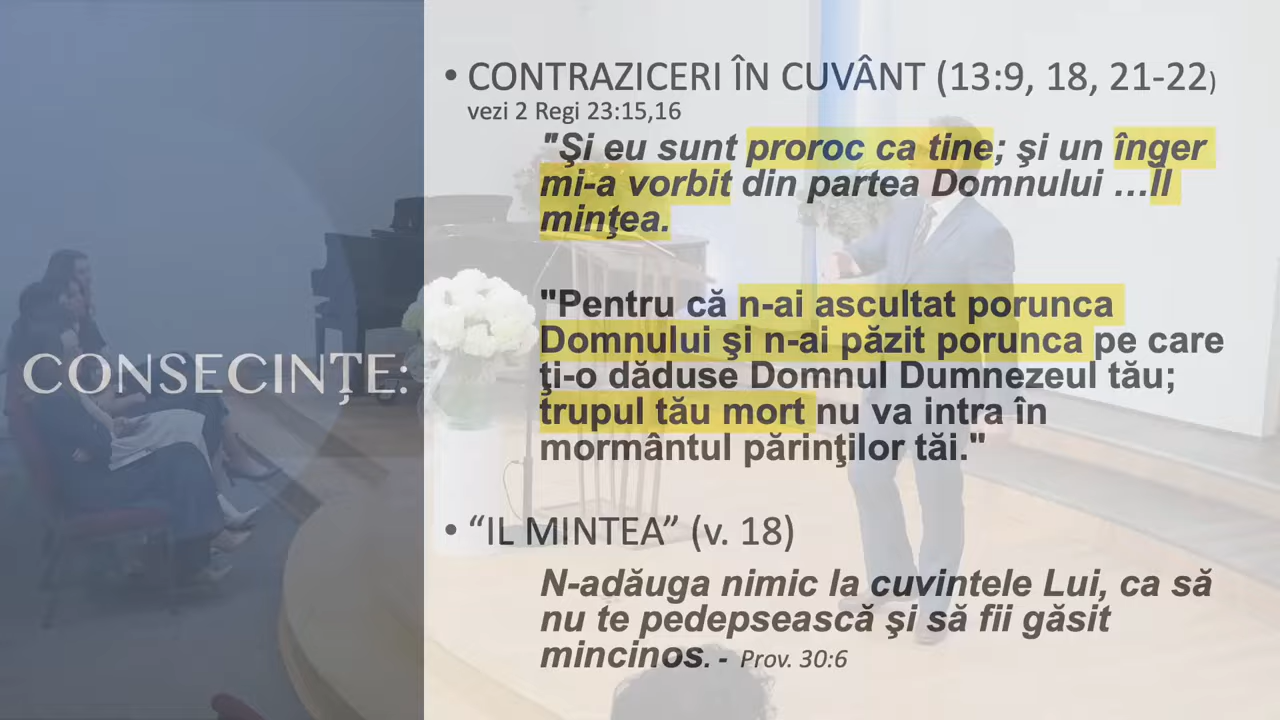 CONSECINȚE:
• CONTRAZICERI ÎN CUVÂNT (13:9, 18, 21-22)
vezi 2 Regi 23:15,16
"Şi eu sunt proroc ca tine; şi un înger
mi-a vorbit din partea Domnului ...Îl
minţea.
"Pentru că n-ai ascultat porunca
Domnului şi n-ai păzit porunca pe care
ţi-o dăduse Domnul Dumnezeul tău;
trupul tău mort nu va intra în
mormântul părinţilor tăi."
• “IL MINTEA” (v. 18)
N-adăuga nimic la cuvintele Lui, ca să
nu te pedepsească şi să fii găsit
mincinos. - Prov. 30:6